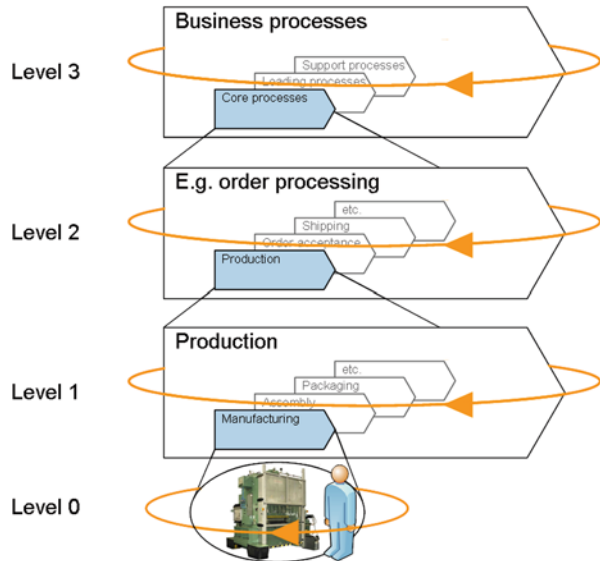 Business processes
Level 3
Support processes
Loading processes
Core processes
E.g. order processing
etc.
Level 2
Shipping
Order acceptance
Production
Production
etc.
Level 1
Packaging
Assembly
Manufacturing
Level 0